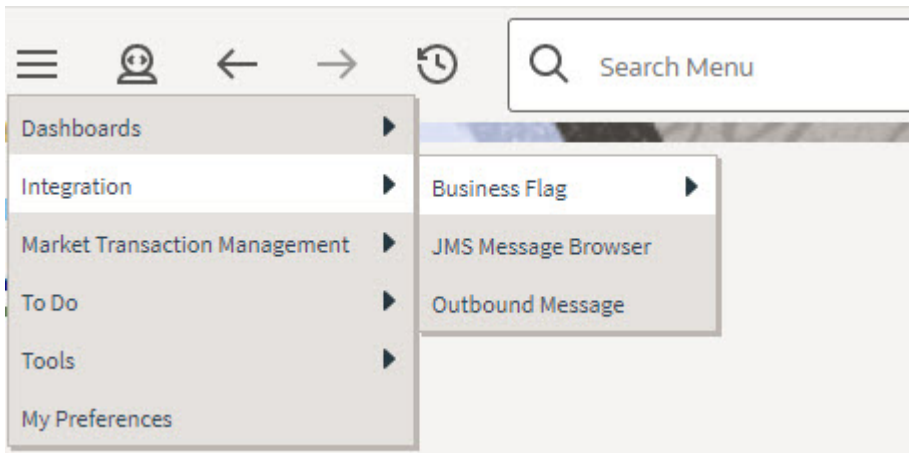 Search Menu
Dashboards
Integration
Business Flag
Market Transaction Management
JMS Message Browser
To Do
Outbound Message
Tools
My Preferences